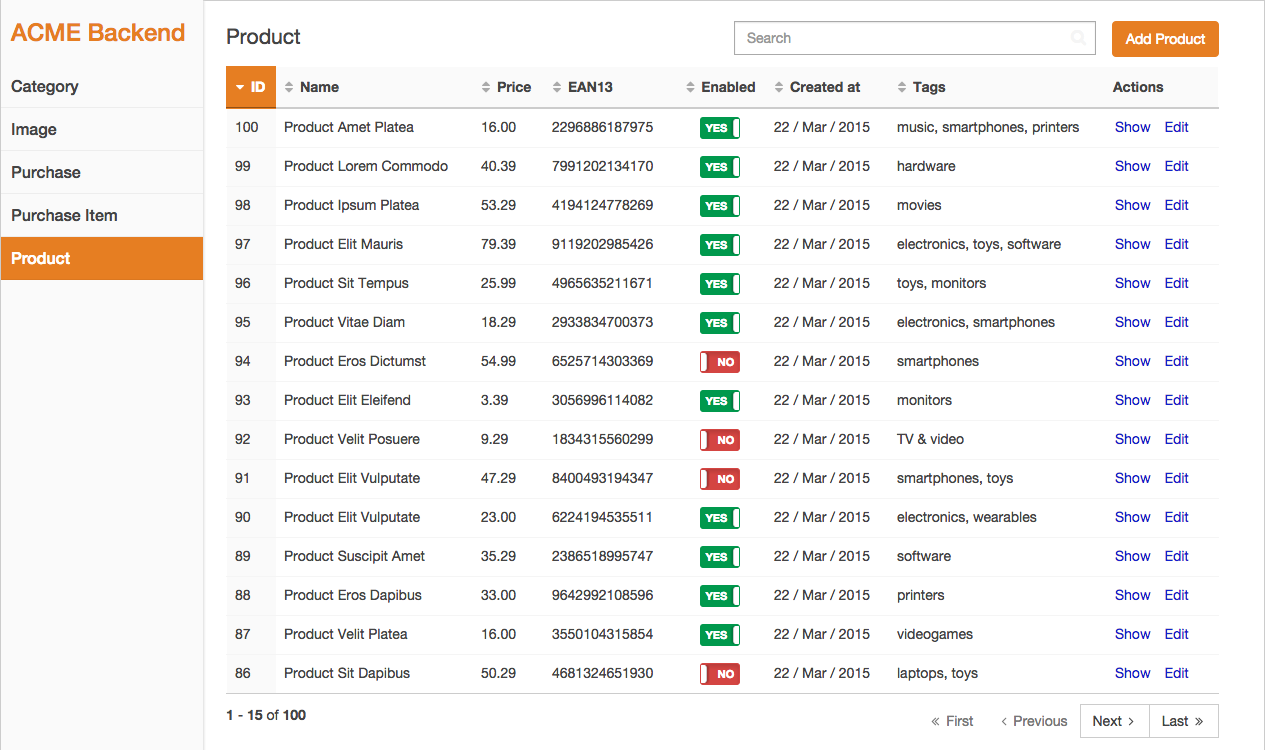 ACME Backend
Category
Image
Purchase
Purchase Item
Product
Product
Search
Add Product
ID Name Price EAN13 Enabled Created at Tags Actions
100 Product Amet Platea 16.00 2296886187975 YES 22 / Mar / 2015 music, smartphones, printers Show Edit
99 Product Lorem Commodo 40.39 7991202134170 YES 22 / Mar / 2015 hardware Show Edit
98 Product Ipsum Platea 53.29 4194124778269 YES 22 / Mar / 2015 movies Show Edit
97 Product Elit Mauris 79.39 9119202985426 YES 22 / Mar / 2015 electronics, toys, software Show Edit
96 Product Sit Tempus 25.99 4965635211671 YES 22 / Mar / 2015 toys, monitors Show Edit
95 Product Vitae Diam 18.29 2933834700373 YES 22 / Mar / 2015 electronics, smartphones Show Edit
94 Product Eros Dictumst 54.99 6525714303369 NO 22 / Mar / 2015 smartphones Show Edit
93 Product Elit Eleifend 3.39 3056996114082 YES 22 / Mar / 2015 monitors Show Edit
92 Product Velit Posuere 9.29 1834315560299 NO 22 / Mar / 2015 TV & video Show Edit
91 Product Elit Vulputate 47.29 8400493194347 NO 22 / Mar / 2015 smartphones, toys Show Edit
90 Product Elit Vulputate 23.00 6224194535511 YES 22 / Mar / 2015 electronics, wearables Show Edit
89 Product Suscipit Amet 35.29 2386518995747 YES 22 / Mar / 2015 software Show Edit
88 Product Eros Dapibus 33.00 9642992108596 YES 22 / Mar / 2015 printers Show Edit
87 Product Velit Platea 16.00 3550104315854 YES 22 / Mar / 2015 videogames Show Edit
86 Product Sit Dapibus 50.29 4681324651930 NO 22 / Mar / 2015 laptops, toys Show Edit
1 - 15 of 100
« First ‹ Previous Next › Last »